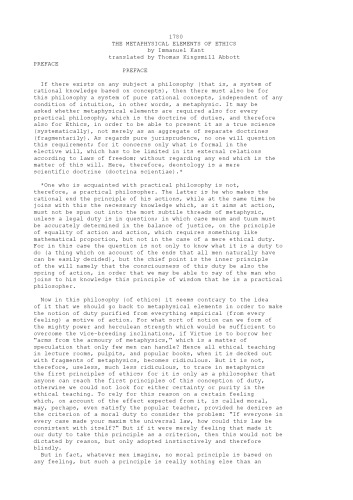 1780
THE METAPHYSICAL ELEMENTS OF ETHICS
by Immanuel Kant
translated by Thomas Kingsmill Abbott
PREFACE
PREFACE
If there exists on any subject a philosophy (that is, a system of
rational knowledge based on concepts), then there must also be for
this philosophy a system of pure rational concepts, independent of any
condition of intuition, in other words, a metaphysic. It may be
asked whether metaphysical elements are required also for every
practical philosophy, which is the doctrine of duties, and therefore
also for Ethics, in order to be able to present it as a true science
(systematically), not merely as an aggregate of separate doctrines
(fragmentarily). As regards pure jurisprudence, no one will question
this requirement; for it concerns only what is formal in the
elective will, which has to be limited in its external relations
according to laws of freedom; without regarding any end which is the
matter of this will. Here, therefore, deontology is a mere
scientific doctrine (doctrina scientiae).*
*One who is acquainted with practical philosophy is not,
therefore, a practical philosopher. The latter is he who makes the
rational end the principle of his actions, while at the same time he
joins with this the necessary knowledge which, as it aims at action,
must not be spun out into the most subtile threads of metaphysic,
unless a legal duty is in question; in which case meum and tuum must
be accurately determined in the balance of justice, on the principle
of equality of action and action, which requires something like
mathematical proportion, but not in the case of a mere ethical duty.
For in this case the question is not only to know what it is a duty to
do (a thing which on account of the ends that all men naturally have
can be easily decided), but the chief point is the inner principle
of the will namely that the consciousness of this duty be also the
spring of action, in order that we may be able to say of the man who
joins to his knowledge this principle of wisdom that he is a practical
philosopher.
Now in this philosophy (of ethics) it seems contrary to the idea
of it that we should go back to metaphysical elements in order to make
the notion of duty purified from everything empirical (from every
feeling) a motive of action. For what sort of notion can we form of
the mighty power and herculean strength which would be sufficient to
overcome the vice-breeding inclinations, if Virtue is to borrow her
"arms from the armoury of metaphysics," which is a matter of
speculation that only few men can handle? Hence all ethical teaching
in lecture rooms, pulpits, and popular books, when it is decked out
with fragments of metaphysics, becomes ridiculous. But it is not,
therefore, useless, much less ridiculous, to trace in metaphysics
the first principles of ethics; for it is only as a philosopher that
anyone can reach the first principles of this conception of duty,
otherwise we could not look for either certainty or purity in the
ethical teaching. To rely for this reason on a certain feeling
which, on account of the effect expected from it, is called moral,
may, perhaps, even satisfy the popular teacher, provided he desires as
the criterion of a moral duty to consider the problem: "If everyone in
every case made your maxim the universal law, how could this law be
consistent with itself?" But if it were merely feeling that made it
our duty to take this principle as a criterion, then this would not be
dictated by reason, but only adopted instinctively and therefore
blindly.
But in fact, whatever men imagine, no moral principle is based on
any feeling, but such a principle is really nothing else than an